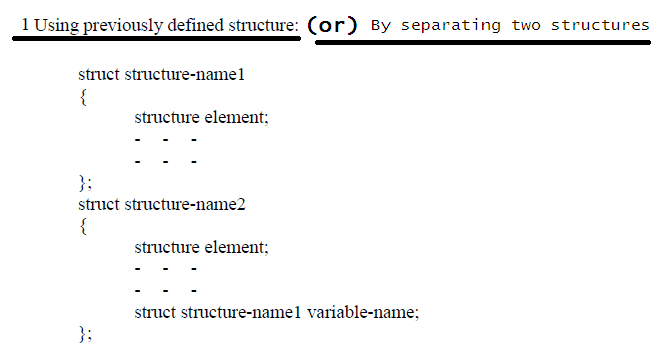 1 Using previously defined structure: (or) By separating two structures
struct structure-name1
{
structure element;
- - -
- - -
};
struct structure-name2
{
structure element;
- - -
- - -
struct structure-name1 variable-name;
};